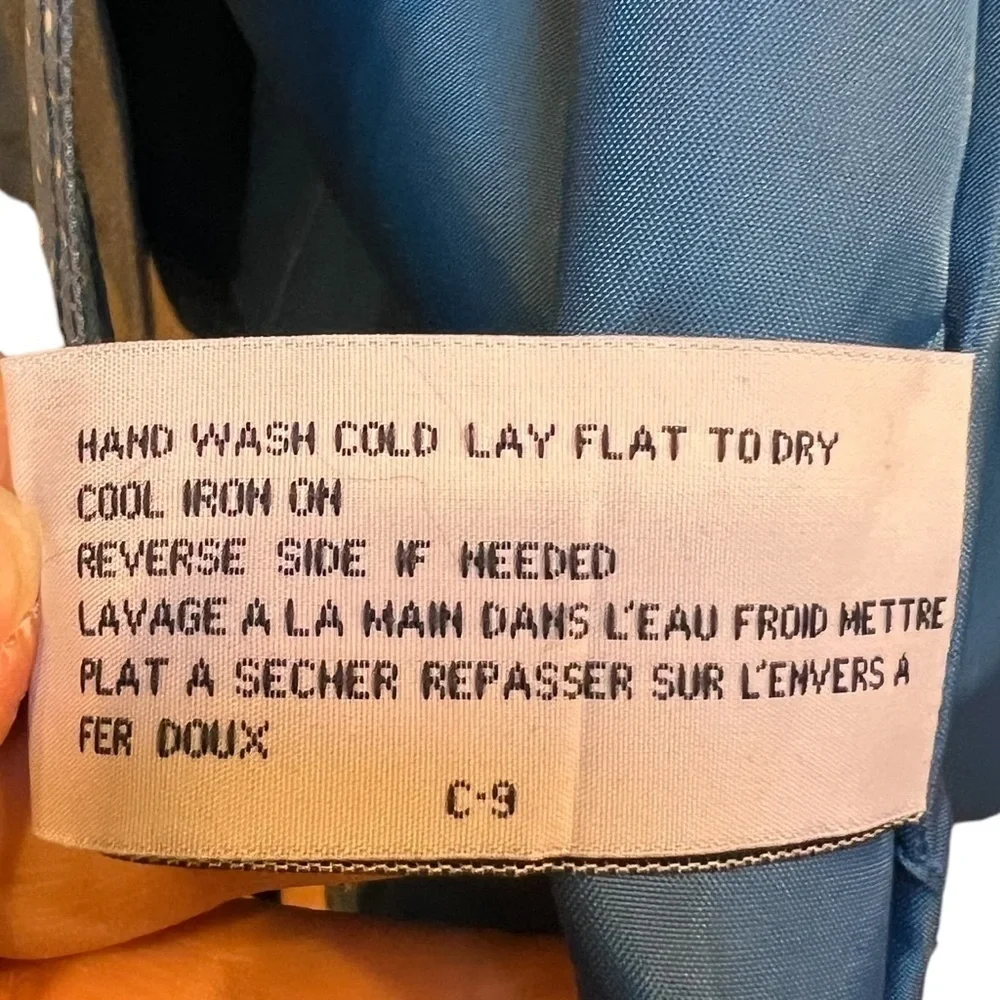 HAND WASH COLD LAY FLAT TO DRY
COOL IRON ON
REVERSE SIDE IF NEEDED
LAVAGE A LA MAIN DANS L'EAU FROID METTRE
PLAT A SECHER REPASSER SUR L'ENVERS A
FER DOUX
C-9